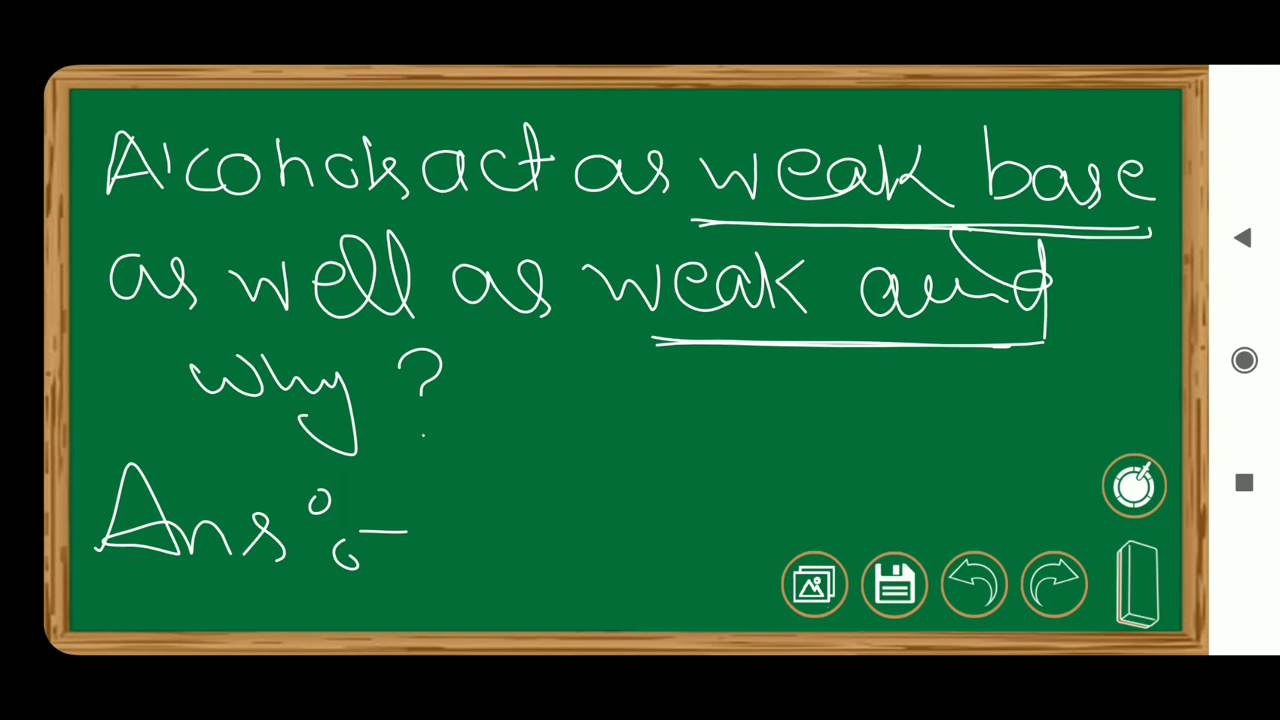 Alcohols act as weak base
as well as weak acid
why ?
Ans :-